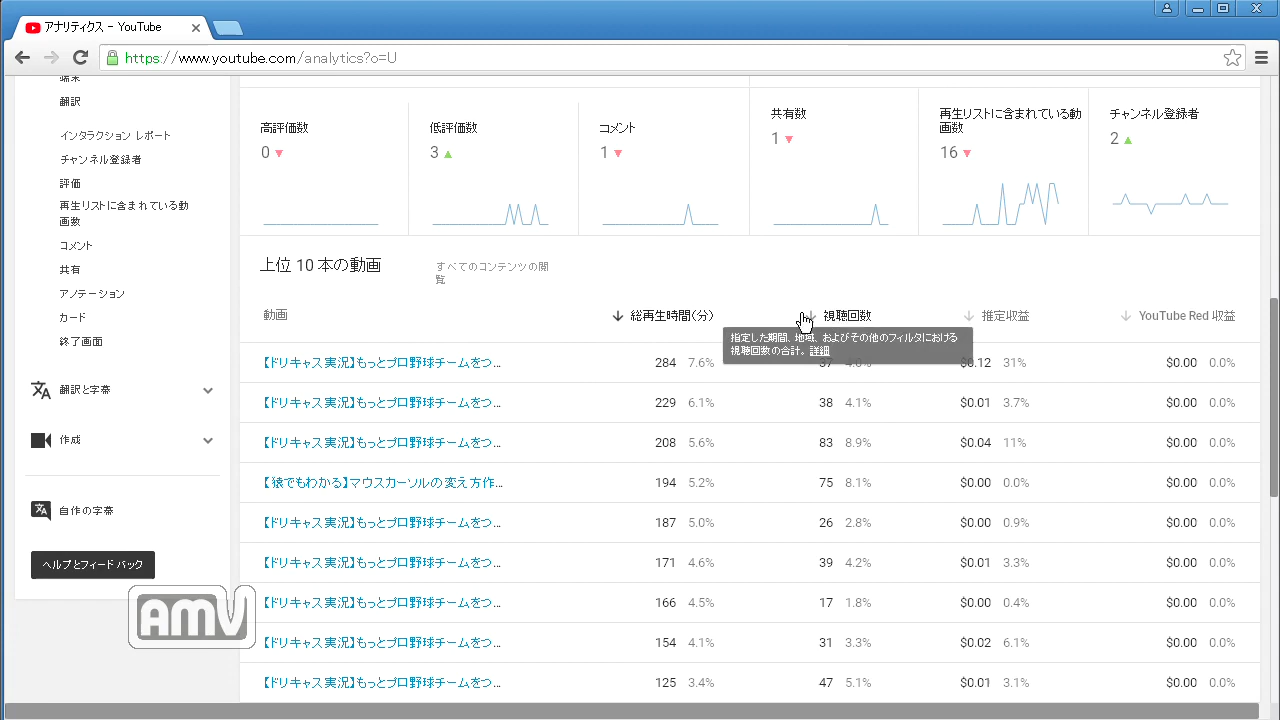 アナリティクス - YouTube
https://www.youtube.com/analytics?o=U
端末
翻訳
インタラクション レポート
チャンネル登録者
評価
再生リストに含まれている動
画数
コメント
共有
アノテーション
カード
終了画面
翻訳と字幕
作成
自作の字幕
ヘルプとフィードバック
AMV
高評価数
0
低評価数
3
コメント
1
共有数
1
再生リストに含まれている動
画数
16
チャンネル登録者
2
上位 10 本の動画
すべてのコンテンツの閲
覧
動画 総再生時間(分) 視聴回数 推定収益 YouTube Red 収益
指定した期間、地域、およびその他のフィルタにおける
視聴回数の合計。詳細
【ドリキャス実況】もっとプロ野球チームをつ... 284 7.6% 37 4.0% $0.12 31% $0.00 0.0%
【ドリキャス実況】もっとプロ野球チームをつ... 229 6.1% 38 4.1% $0.01 3.7% $0.00 0.0%
【ドリキャス実況】もっとプロ野球チームをつ... 208 5.6% 83 8.9% $0.04 11% $0.00 0.0%
【猿でもわかる】マウスカーソルの変え方作... 194 5.2% 75 8.1% $0.00 0.0% $0.00 0.0%
【ドリキャス実況】もっとプロ野球チームをつ... 187 5.0% 26 2.8% $0.00 0.9% $0.00 0.0%
【ドリキャス実況】もっとプロ野球チームをつ... 171 4.6% 39 4.2% $0.01 3.3% $0.00 0.0%
【ドリキャス実況】もっとプロ野球チームをつ... 166 4.5% 17 1.8% $0.00 0.4% $0.00 0.0%
【ドリキャス実況】もっとプロ野球チームをつ... 154 4.1% 31 3.3% $0.02 6.1% $0.00 0.0%
【ドリキャス実況】もっとプロ野球チームをつ... 125 3.4% 47 5.1% $0.01 3.1% $0.00 0.0%